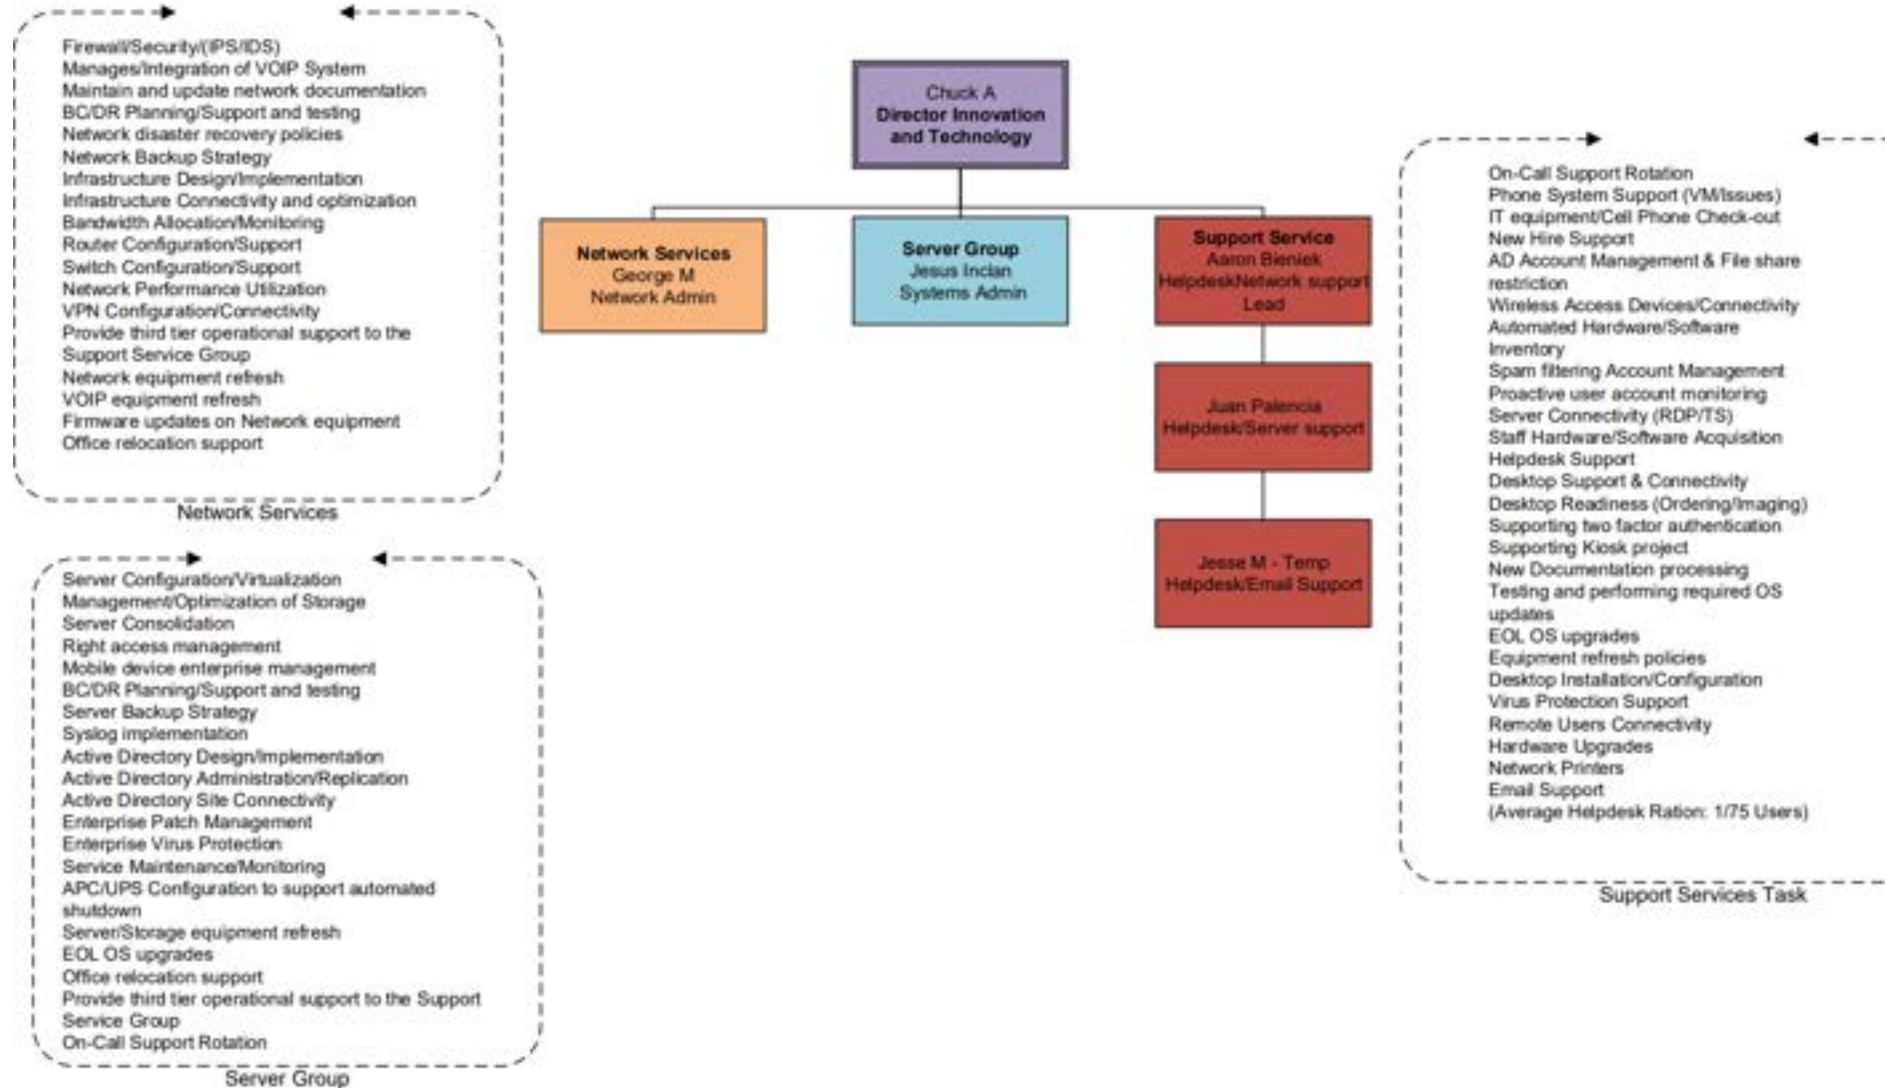 Firewall/Security/(IPS/IDS)
Manages/Integration of VOIP System
Maintain and update network documentation
BC/DR Planning/Support and testing
Network disaster recovery policies
Network Backup Strategy
Infrastructure Design/Implementation
Infrastructure Connectivity and optimization
Bandwidth Allocation/Monitoring
Router Configuration/Support
Switch Configuration/Support
Network Performance Utilization
VPN Configuration/Connectivity
Provide third tier operational support to the
Support Service Group
Network equipment refresh
VOIP equipment refresh
Firmware updates on Network equipment
Office relocation support
Network Services
Server Configuration/Virtualization
Management/Optimization of Storage
Server Consolidation
Right access management
Mobile device enterprise management
BC/DR Planning/Support and testing
Server Backup Strategy
Syslog implementation
Active Directory Design/Implementation
Active Directory Administration/Replication
Active Directory Site Connectivity
Enterprise Patch Management
Enterprise Virus Protection
Service Maintenance/Monitoring
APC/UPS Configuration to support automated
shutdown
Server/Storage equipment refresh
EOL OS upgrades
Office relocation support
Provide third tier operational support to the Support
Service Group
On-Call Support Rotation
Server Group
Chuck A
Director Innovation
and Technology
Network Services
George M
Network Admin
Server Group
Jesus Inclan
Systems Admin
Support Service
Aaron Bieniek
HelpdeskNetwork support
Lead
Juan Palencia
Helpdesk/Server support
Jesse M - Temp
Helpdesk/Email Support
On-Call Support Rotation
Phone System Support (VM/Issues)
IT equipment/Cell Phone Check-out
New Hire Support
AD Account Management & File share
restriction
Wireless Access Devices/Connectivity
Automated Hardware/Software
Inventory
Spam filtering Account Management
Proactive user account monitoring
Server Connectivity (RDP/TS)
Staff Hardware/Software Acquisition
Helpdesk Support
Desktop Support & Connectivity
Desktop Readiness (Ordering/Imaging)
Supporting two factor authentication
Supporting Kiosk project
New Documentation processing
Testing and performing required OS
updates
EOL OS upgrades
Equipment refresh policies
Desktop Installation/Configuration
Virus Protection Support
Remote Users Connectivity
Hardware Upgrades
Network Printers
Email Support
(Average Helpdesk Ration: 1/75 Users)
Support Services Task